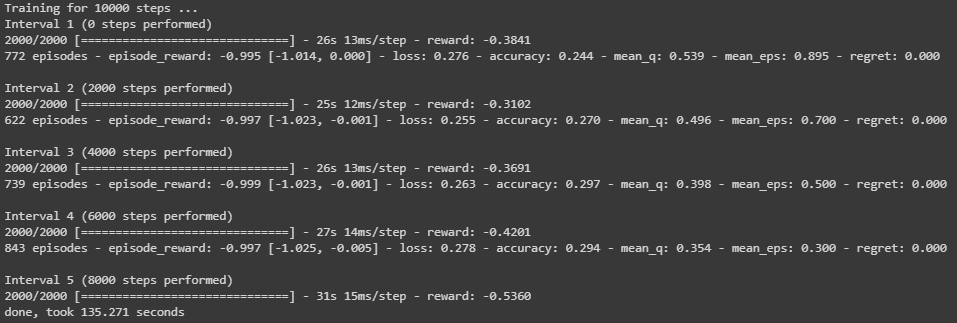 Training for 10000 steps ...
Interval 1 (0 steps performed)
2000/2000 [==============================] - 26s 13ms/step - reward: -0.3841
772 episodes - episode_reward: -0.995 [-1.014, 0.000] - loss: 0.276 - accuracy: 0.244 - mean_q: 0.539 - mean_eps: 0.895 - regret: 0.000

Interval 2 (2000 steps performed)
2000/2000 [==============================] - 25s 12ms/step - reward: -0.3102
622 episodes - episode_reward: -0.997 [-1.023, -0.001] - loss: 0.255 - accuracy: 0.270 - mean_q: 0.496 - mean_eps: 0.700 - regret: 0.000

Interval 3 (4000 steps performed)
2000/2000 [==============================] - 26s 13ms/step - reward: -0.3691
739 episodes - episode_reward: -0.999 [-1.023, -0.001] - loss: 0.263 - accuracy: 0.297 - mean_q: 0.398 - mean_eps: 0.500 - regret: 0.000

Interval 4 (6000 steps performed)
2000/2000 [==============================] - 27s 14ms/step - reward: -0.4201
843 episodes - episode_reward: -0.997 [-1.025, -0.005] - loss: 0.278 - accuracy: 0.294 - mean_q: 0.354 - mean_eps: 0.300 - regret: 0.000

Interval 5 (8000 steps performed)
2000/2000 [==============================] - 31s 15ms/step - reward: -0.5360
done, took 135.271 seconds